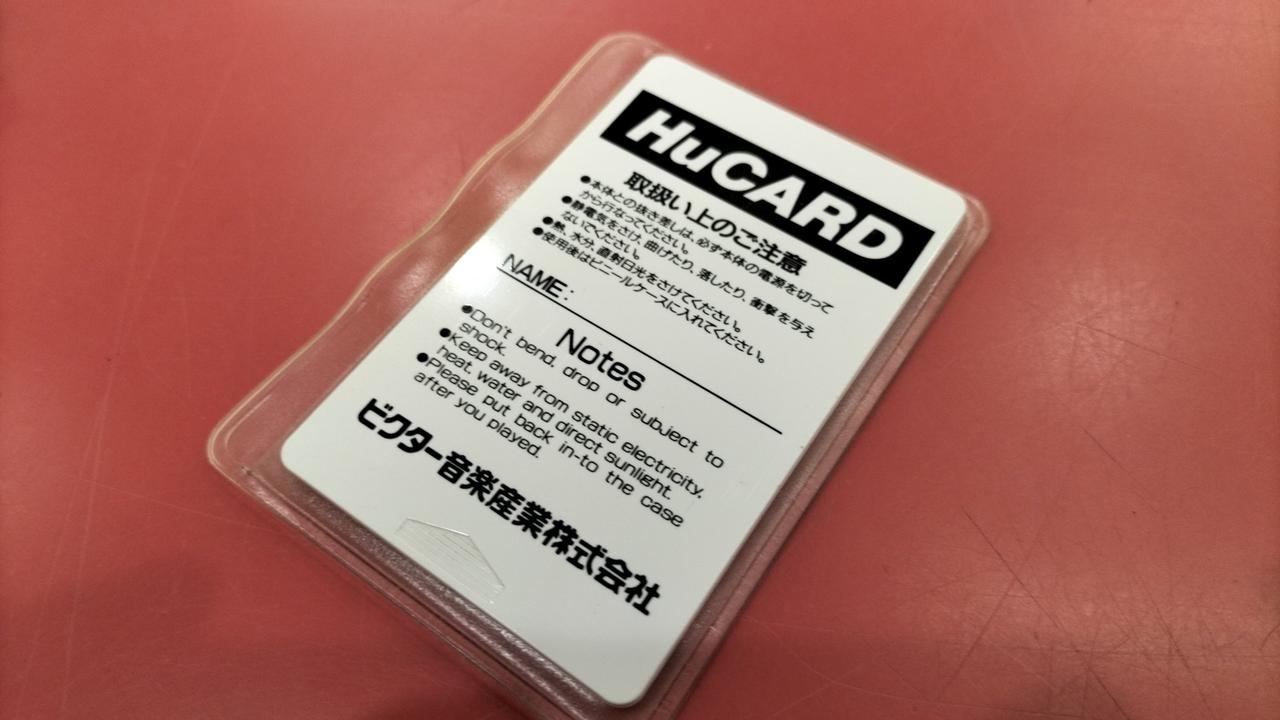 HuCARD
取扱い上のご注意
●本体との抜き差しは、必ず本体の電源を切って
から行なってください。
●静電気をさけ、曲げたり、落したり、衝撃を与え
ないでください。
●熱、水分、直射日光をさけてください。
●使用後はビニールケースに入れてください。
NAME:
Notes
●Don't bend, drop or subject to
shock.
●Keep away from static electricity,
heat, water and direct sunlight.
●Please put back in-to the case
after you played.
ビクター音楽産業株式会社